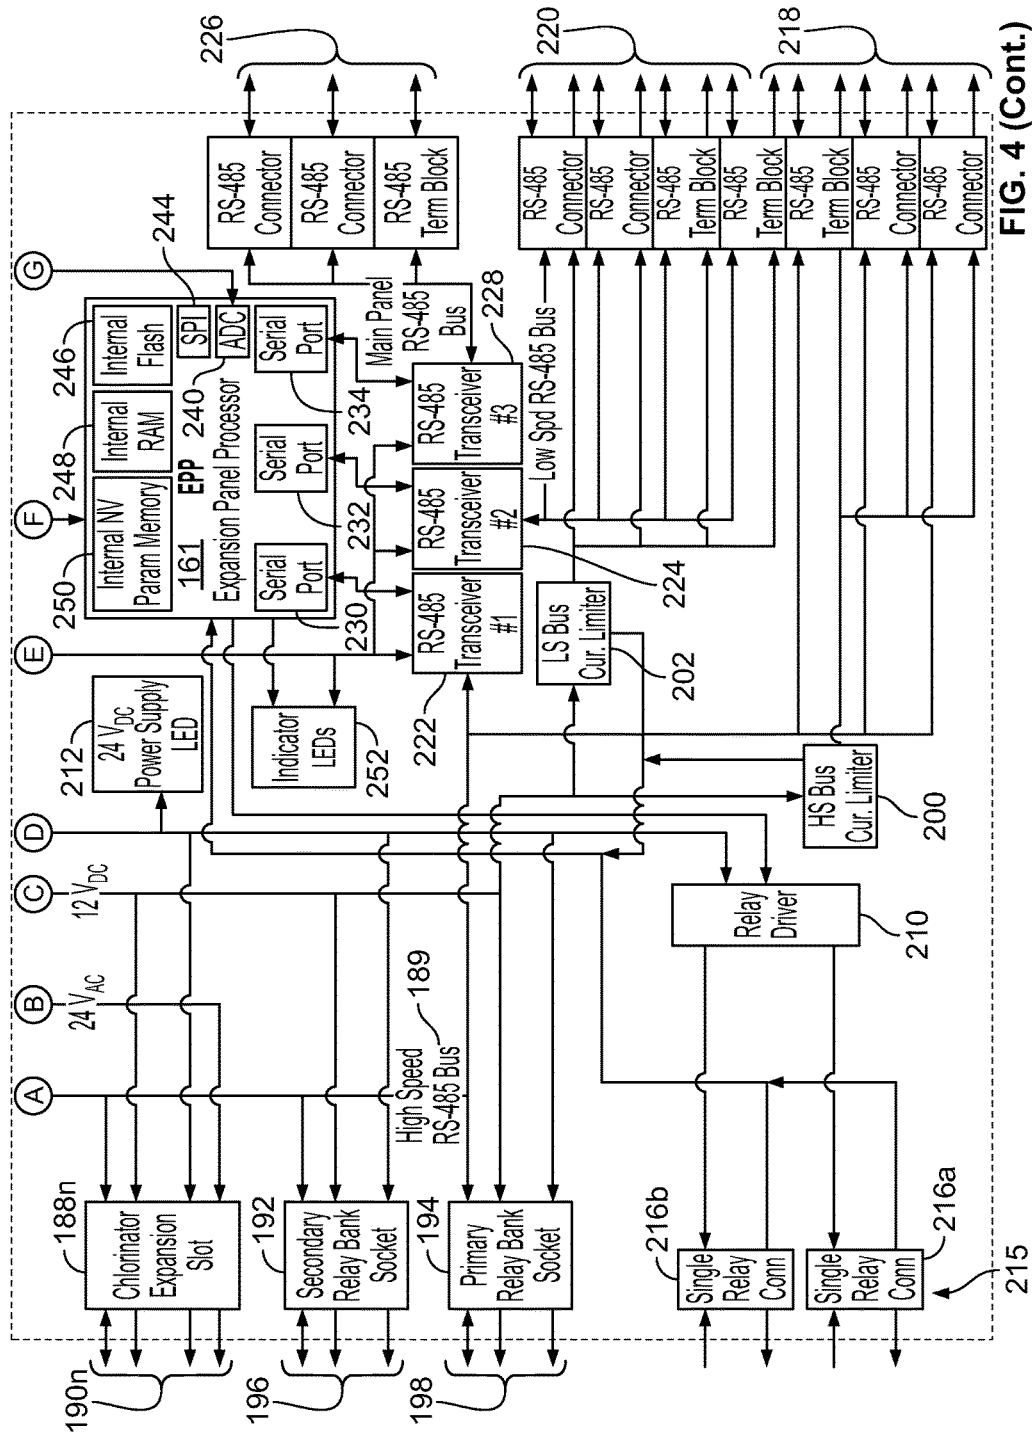 A
B
C
D
E
F
G
24 VAC
12 VDC
188n
Chlorinator
Expansion
Slot
190n
192
Secondary
Relay Bank
Socket
196
194
Primary
Relay Bank
Socket
198
High Speed
RS-485 Bus
189
212
24 VDC
Power Supply
LED
Indicator
LEDs
252
250
Internal NV
Param Memory
248
Internal
RAM
246
Internal
Flash
244
SPI
240
ADC
161
EPP
Expansion Panel Processor
Serial
Port
230
Serial
Port
232
Serial
Port
234
222
RS-485
Transceiver
#1
RS-485
Transceiver
#2
224
RS-485
Transceiver
#3
228
Main Panel
RS-485
Bus
Low Spd RS-485 Bus
LS Bus
Cur. Limiter
202
HS Bus
Cur. Limiter
200
Relay
Driver
210
216b
Single
Relay
Conn
Single
Relay
Conn
216a
215
RS-485
Connector
RS-485
Connector
RS-485
Term Block
226
RS-485
Connector
RS-485
Connector
RS-485
Term Block
RS-485
Term Block
220
RS-485
Term Block
RS-485
Connector
RS-485
Connector
218
FIG. 4 (Cont.)